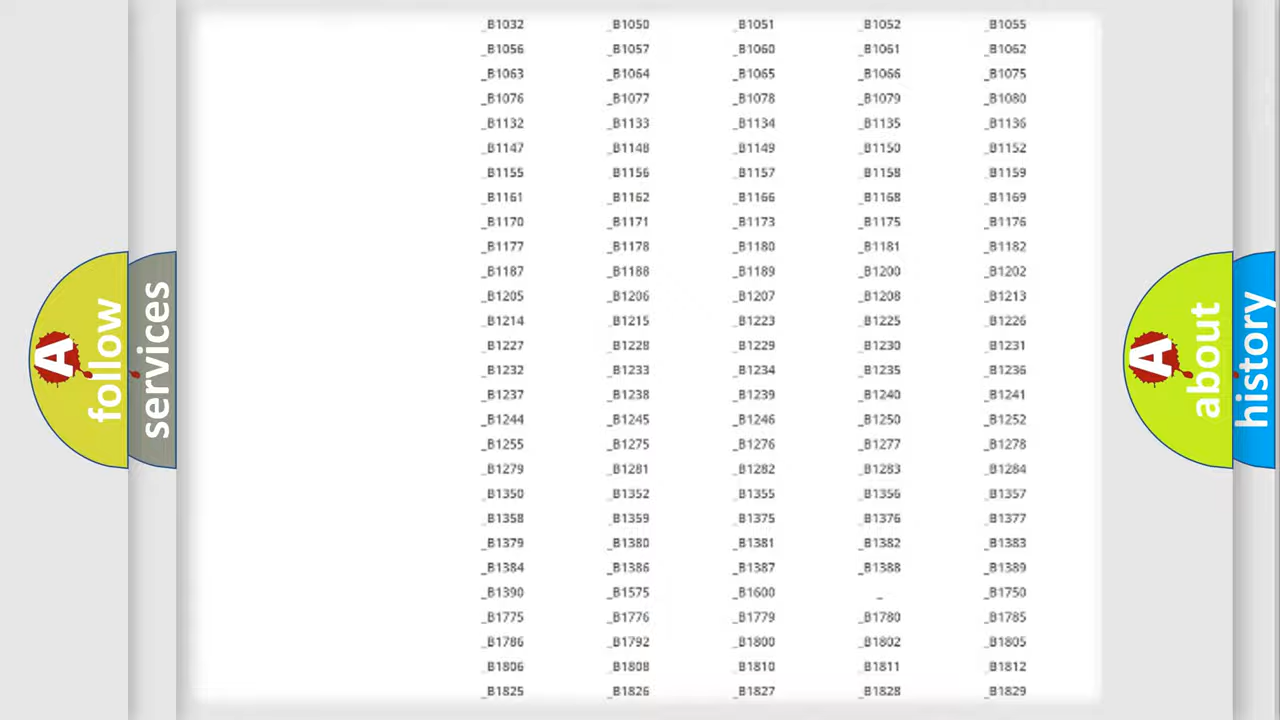 _B1032 _B1050 _B1051 _B1052 _B1055
_B1056 _B1057 _B1060 _B1061 _B1062
_B1063 _B1064 _B1065 _B1066 _B1075
_B1076 _B1077 _B1078 _B1079 _B1080
_B1132 _B1133 _B1134 _B1135 _B1136
_B1147 _B1148 _B1149 _B1150 _B1152
_B1155 _B1156 _B1157 _B1158 _B1159
_B1161 _B1162 _B1166 _B1168 _B1169
_B1170 _B1171 _B1173 _B1175 _B1176
_B1177 _B1178 _B1180 _B1181 _B1182
_B1187 _B1188 _B1189 _B1200 _B1202
_B1205 _B1206 _B1207 _B1208 _B1213
_B1214 _B1215 _B1223 _B1225 _B1226
_B1227 _B1228 _B1229 _B1230 _B1231
_B1232 _B1233 _B1234 _B1235 _B1236
_B1237 _B1238 _B1239 _B1240 _B1241
_B1244 _B1245 _B1246 _B1250 _B1252
_B1255 _B1275 _B1276 _B1277 _B1278
_B1279 _B1281 _B1282 _B1283 _B1284
_B1350 _B1352 _B1355 _B1356 _B1357
_B1358 _B1359 _B1375 _B1376 _B1377
_B1379 _B1380 _B1381 _B1382 _B1383
_B1384 _B1386 _B1387 _B1388 _B1389
_B1390 _B1575 _B1600 _ _B1750
_B1775 _B1776 _B1779 _B1780 _B1785
_B1786 _B1792 _B1800 _B1802 _B1805
_B1806 _B1808 _B1810 _B1811 _B1812
_B1825 _B1826 _B1827 _B1828 _B1829
A
follow
services
A
about
history